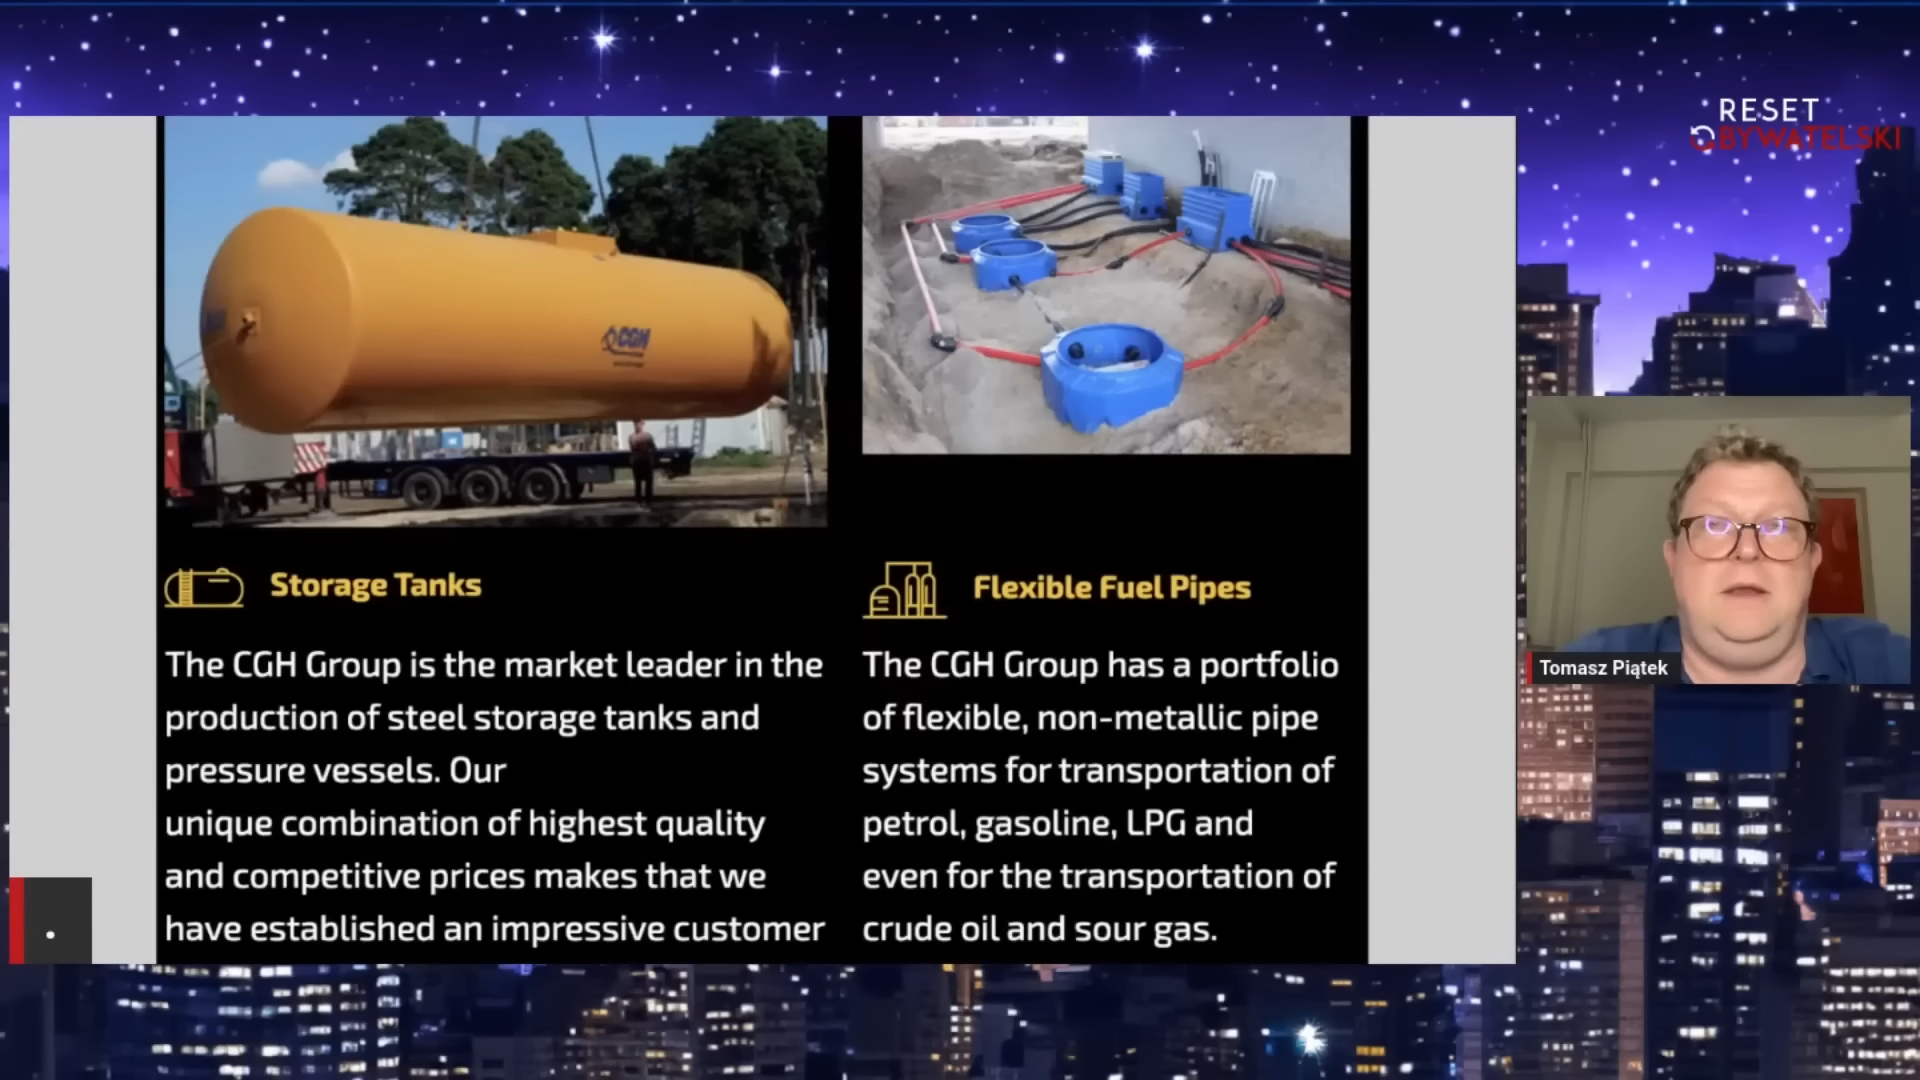 RESET
OBYWATELSKI
CGH
Storage Tanks
The CGH Group is the market leader in the
production of steel storage tanks and
pressure vessels. Our
unique combination of highest quality
and competitive prices makes that we
have established an impressive customer
Flexible Fuel Pipes
The CGH Group has a portfolio
of flexible, non-metallic pipe
systems for transportation of
petrol, gasoline, LPG and
even for the transportation of
crude oil and sour gas.
Tomasz Piątek
.